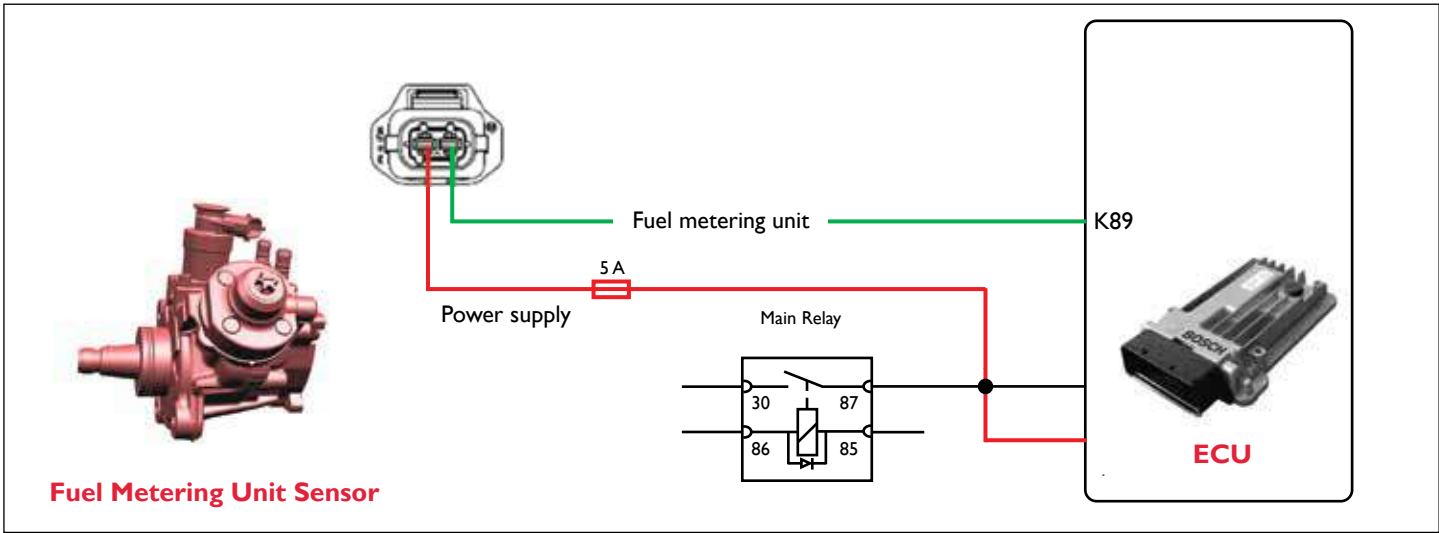 Fuel metering unit
K89
5 A
Power supply
Main Relay
30
87
86
85
BOSCH
ECU
Fuel Metering Unit Sensor